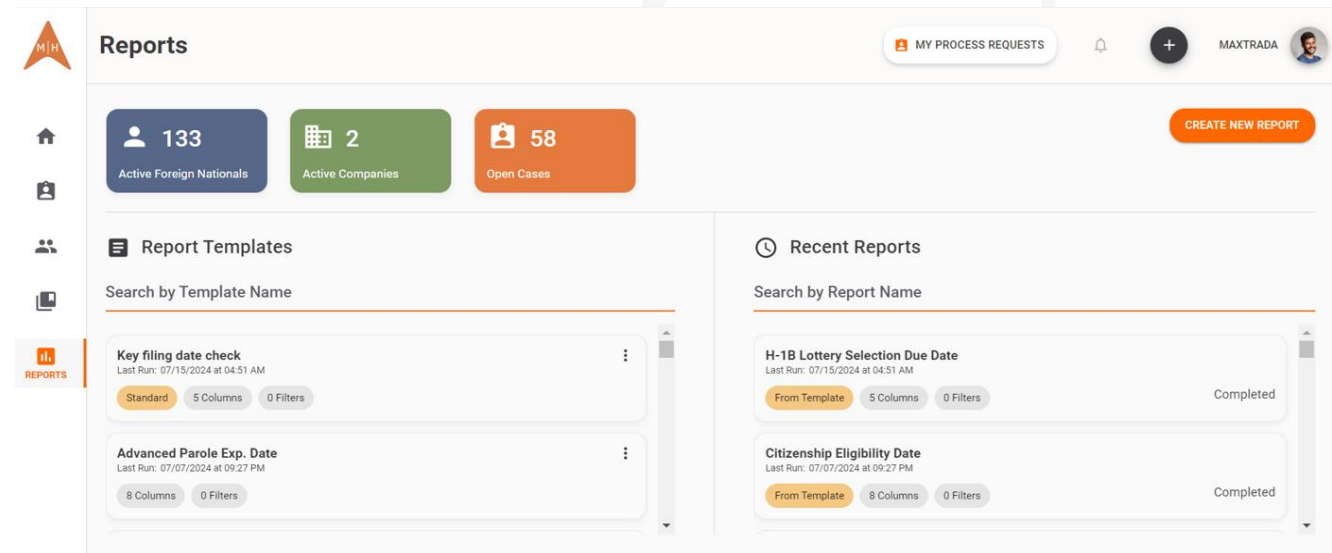 M|H
Reports
MY PROCESS REQUESTS
+
MAXTRADA
133
Active Foreign Nationals
2
Active Companies
58
Open Cases
CREATE NEW REPORT
REPORTS
Report Templates
Search by Template Name
Key filing date check
Last Run: 07/15/2024 at 04:51 AM
Standard 5 Columns 0 Filters
Advanced Parole Exp. Date
Last Run: 07/07/2024 at 09:27 PM
8 Columns 0 Filters
Recent Reports
Search by Report Name
H-1B Lottery Selection Due Date
Last Run: 07/15/2024 at 04:51 AM
From Template 5 Columns 0 Filters
Completed
Citizenship Eligibility Date
Last Run: 07/07/2024 at 09:27 PM
From Template 8 Columns 0 Filters
Completed